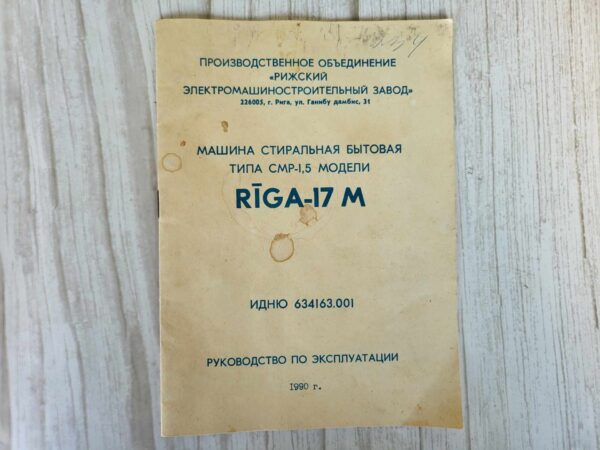 ПРОИЗВОДСТВЕННОЕ ОБЪЕДИНЕНИЕ
«РИЖСКИЙ
ЭЛЕКТРОМАШИНОСТРОИТЕЛЬНЫЙ ЗАВОД»
226005, г. Рига, ул. Ганибу дамбис, 31
МАШИНА СТИРАЛЬНАЯ БЫТОВАЯ
ТИПА СМР-1,5 МОДЕЛИ
RĪGA-17 M
ИДНЮ 634163.001
РУКОВОДСТВО ПО ЭКСПЛУАТАЦИИ
1990 г.